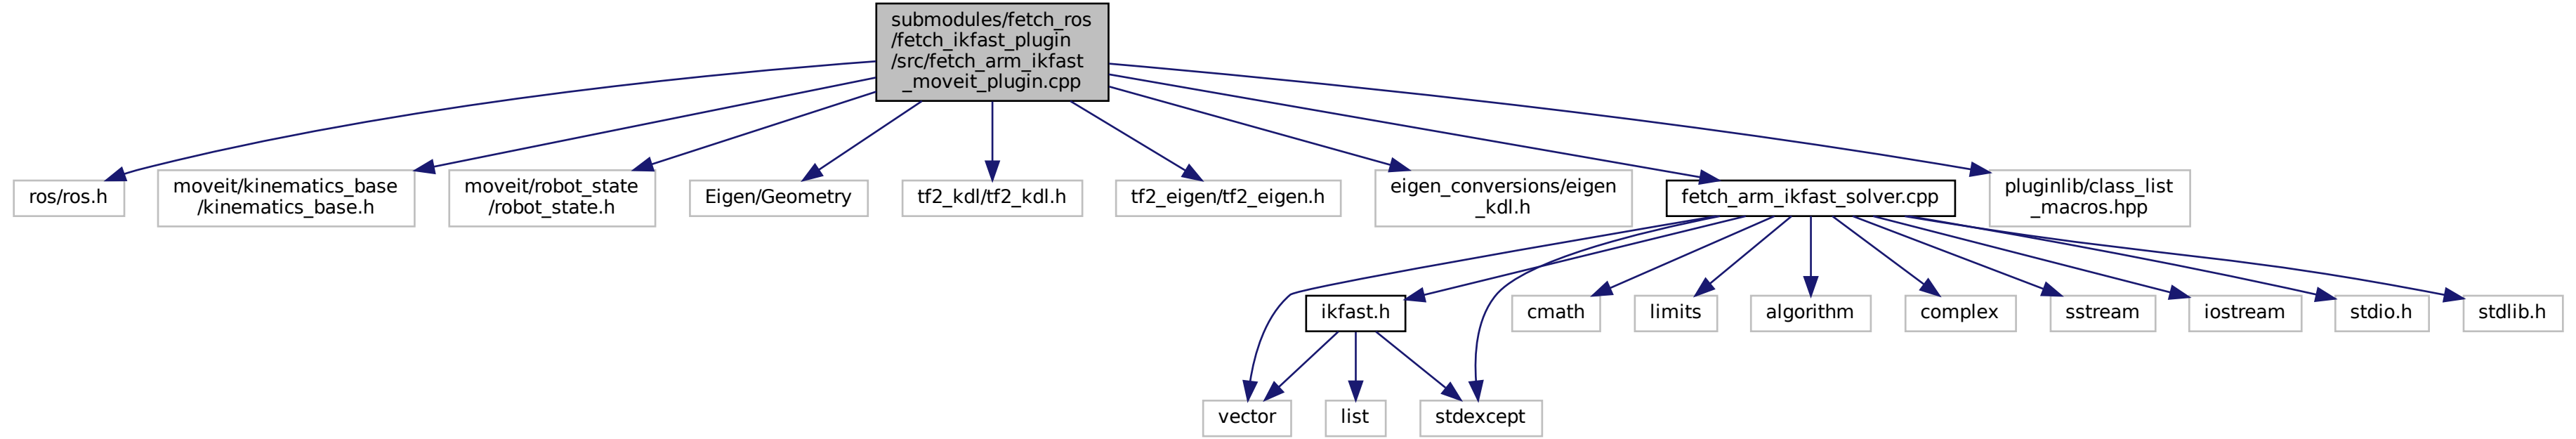 submodules/fetch_ros
/fetch_ikfast_plugin
/src/fetch_arm_ikfast
_moveit_plugin.cpp
ros/ros.h
moveit/kinematics_base
/kinematics_base.h
moveit/robot_state
/robot_state.h
Eigen/Geometry
tf2_kdl/tf2_kdl.h
tf2_eigen/tf2_eigen.h
eigen_conversions/eigen
_kdl.h
fetch_arm_ikfast_solver.cpp
pluginlib/class_list
_macros.hpp
ikfast.h
cmath
limits
algorithm
complex
sstream
iostream
stdio.h
stdlib.h
vector
list
stdexcept